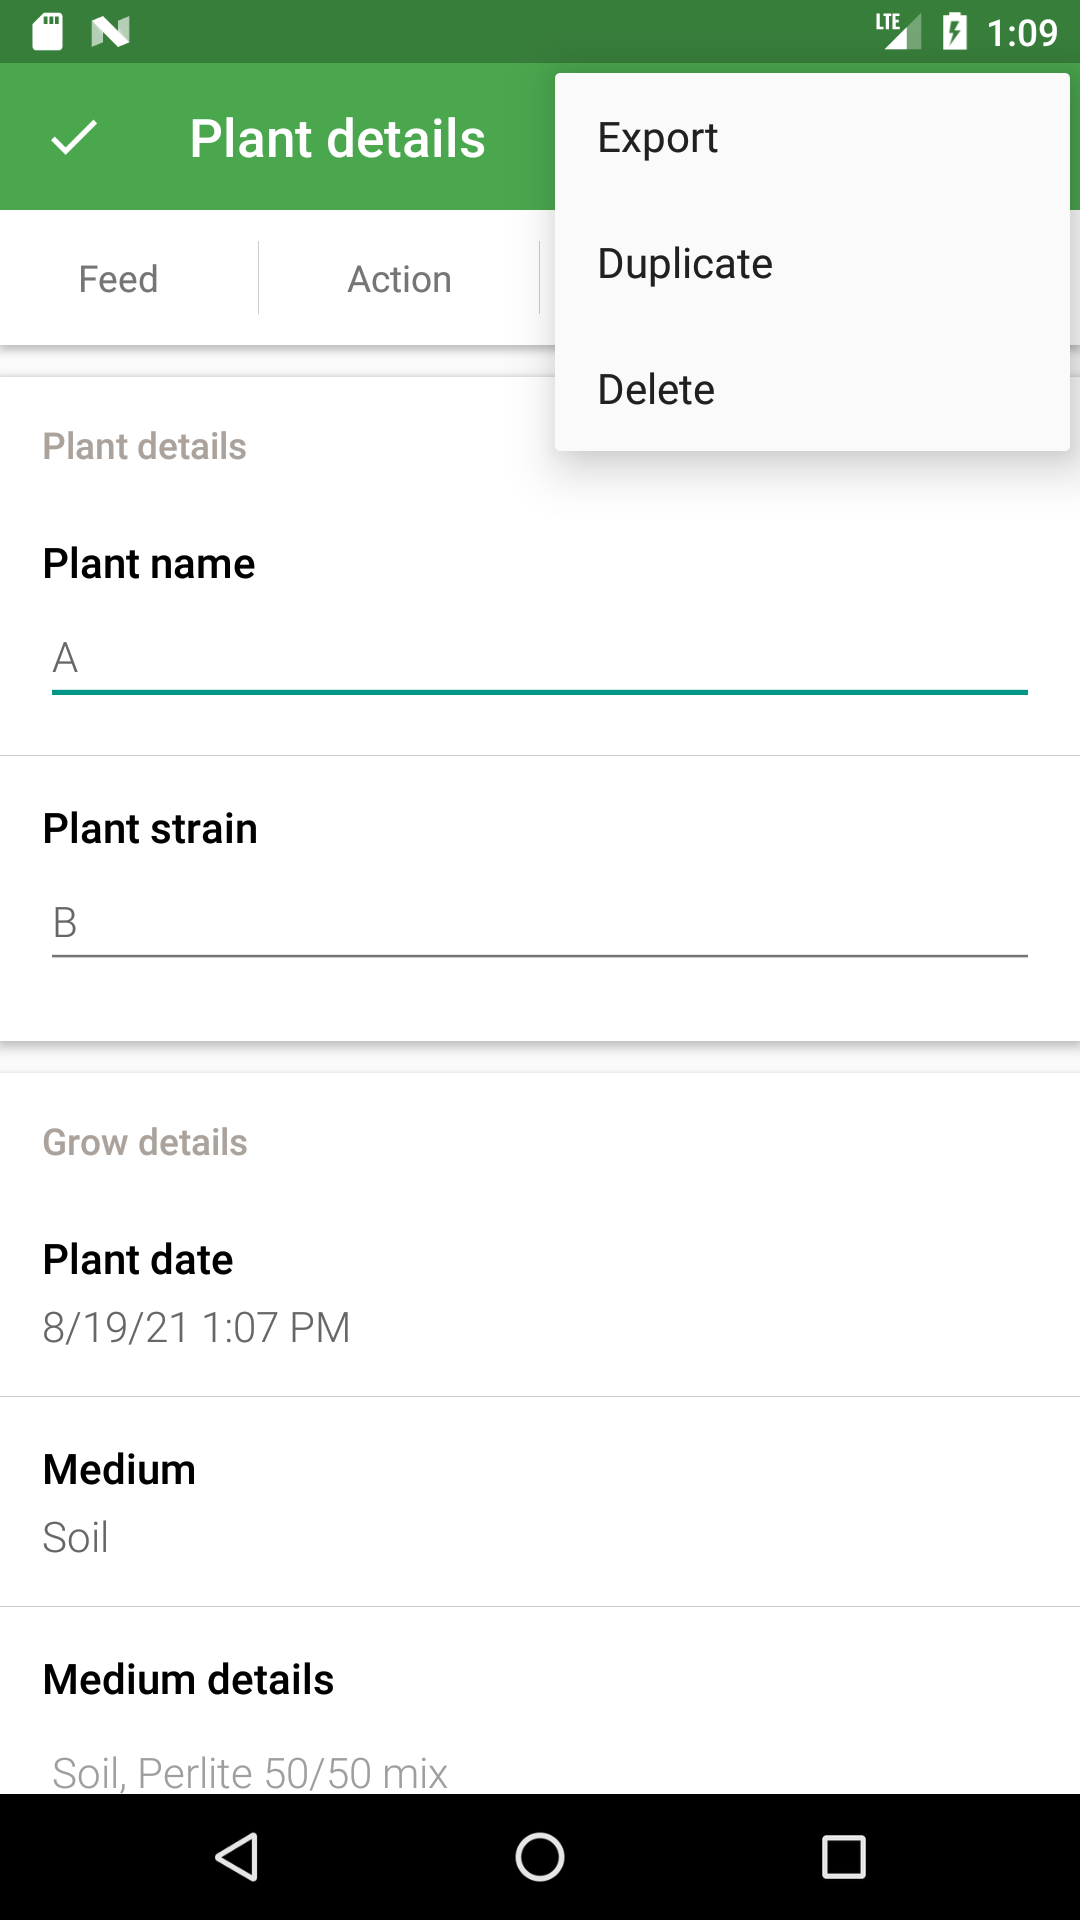 LTE 1:09
Plant details
Export
Duplicate
Delete
Feed
Action
Plant details
Plant name
A
Plant strain
B
Grow details
Plant date
8/19/21 1:07 PM
Medium
Soil
Medium details
Soil, Perlite 50/50 mix